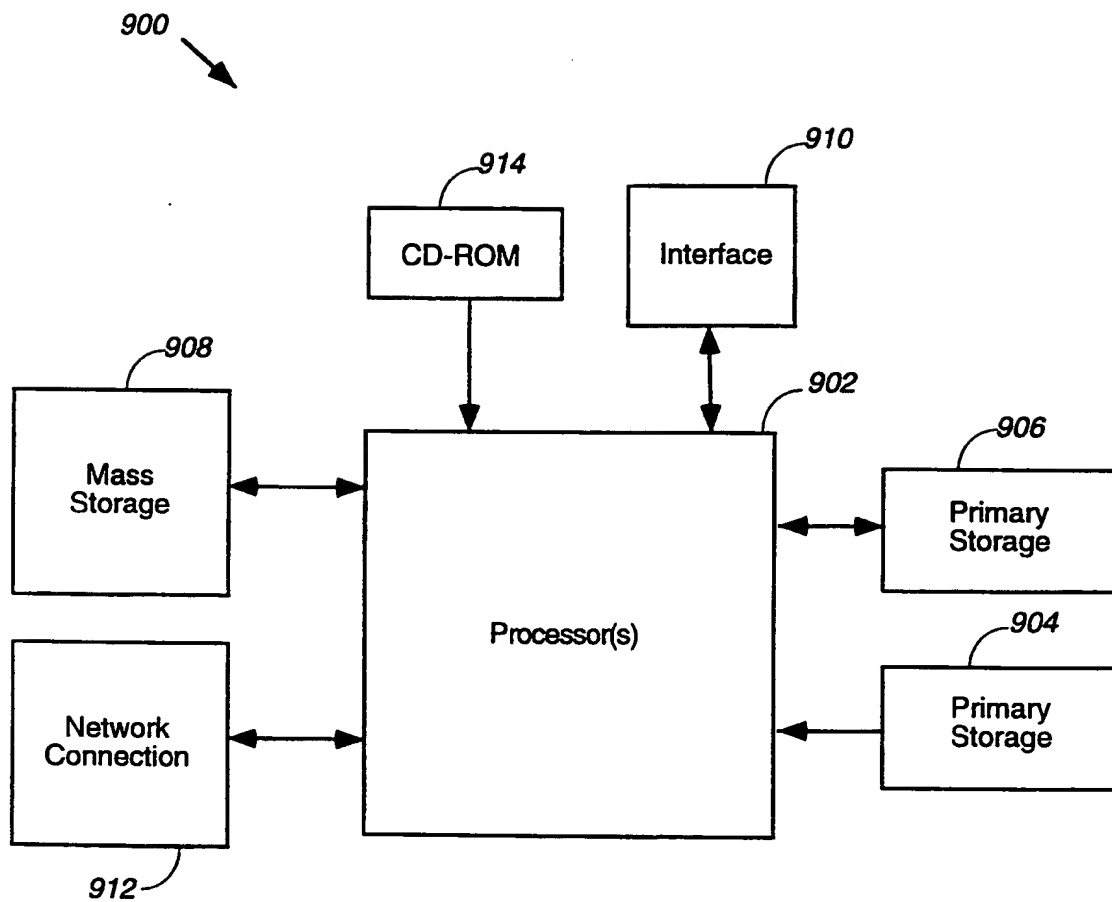 900
914
910
CD-ROM
Interface
908
902
906
Mass
Storage
Primary
Storage
Processor(s)
904
Network
Connection
Primary
Storage
912